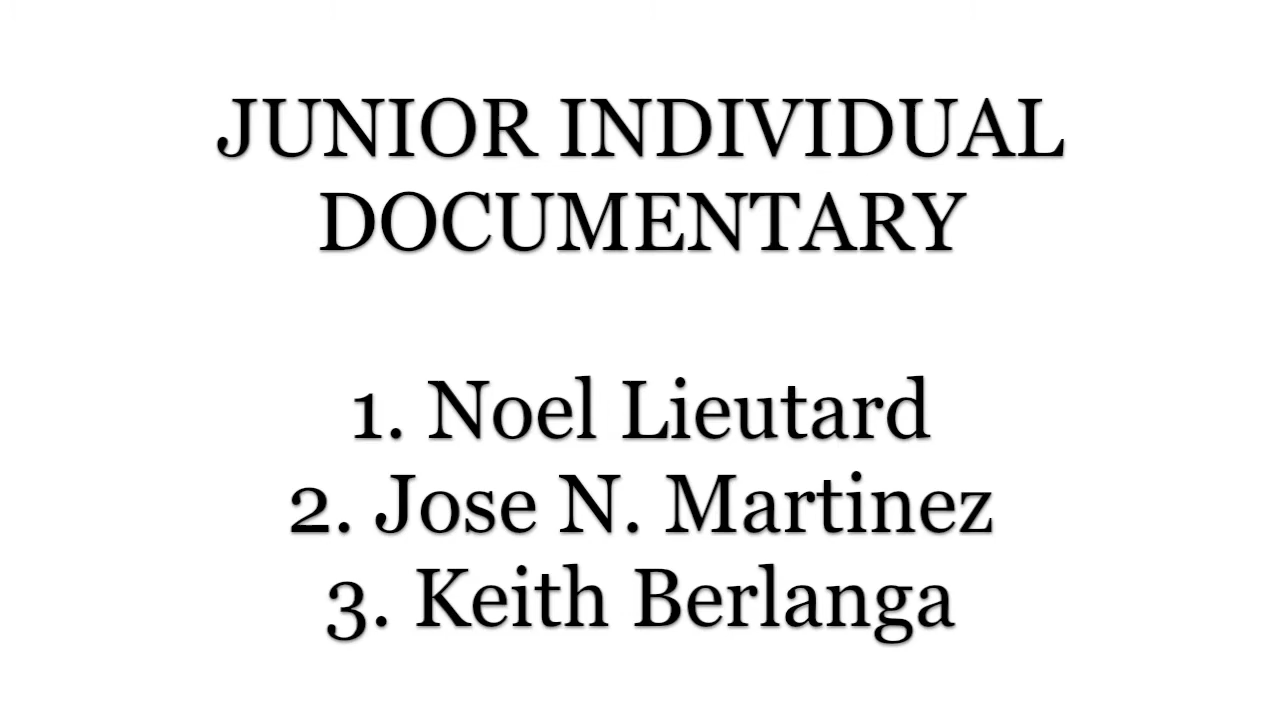 JUNIOR INDIVIDUAL
DOCUMENTARY
1. Noel Lieutard
2. Jose N. Martinez
3. Keith Berlanga